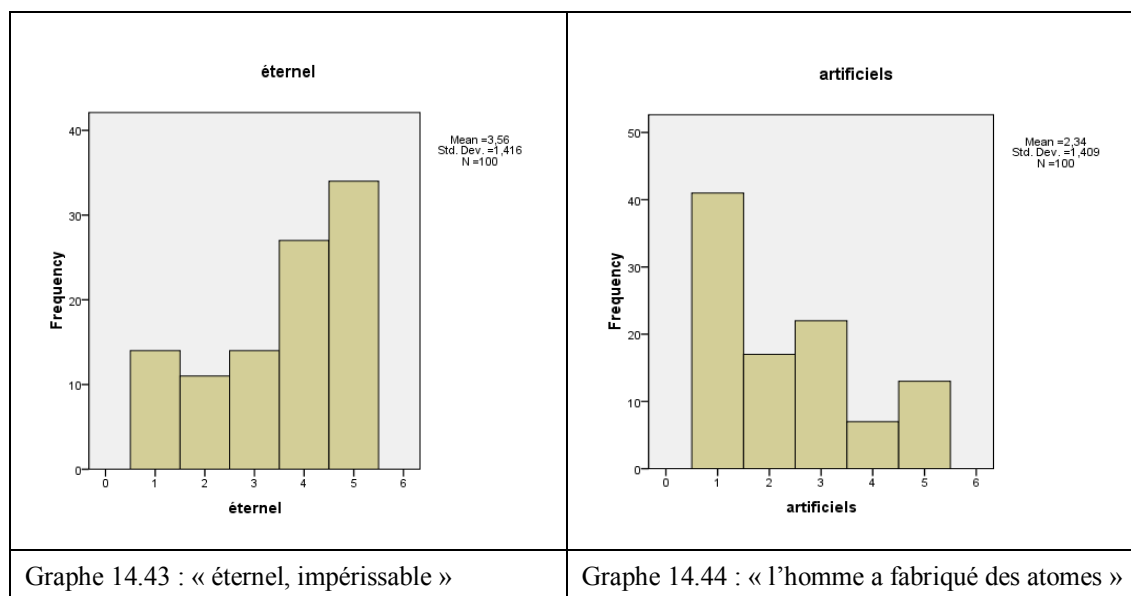 éternel
40
30
20
10
0
Frequency
0 1 2 3 4 5 6
éternel
Mean =3,56
Std. Dev. =1,416
N =100
artificiels
50
40
30
20
10
0
Frequency
0 1 2 3 4 5 6
artificiels
Mean =2,34
Std. Dev. =1,409
N =100
Graphe 14.43 : « éternel, impérissable »
Graphe 14.44 : « l’homme a fabriqué des atomes »